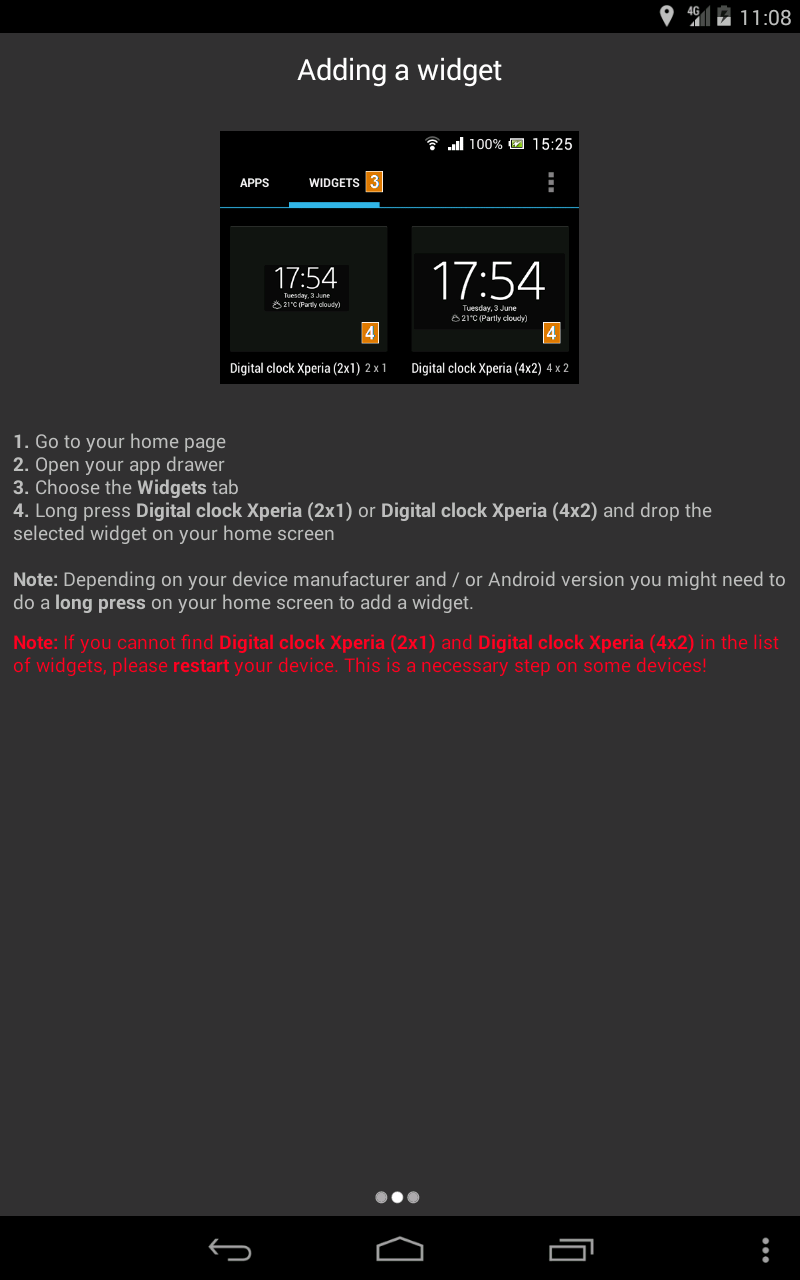 4G 11:08
Adding a widget
100% 15:25
APPS WIDGETS 3
17:54 17:54
Tuesday, 3 June Tuesday, 3 June
21°C (Partly cloudy) 21°C (Partly cloudy)
4 4
Digital clock Xperia (2x1) 2 x 1 Digital clock Xperia (4x2) 4 x 2
1. Go to your home page
2. Open your app drawer
3. Choose the Widgets tab
4. Long press Digital clock Xperia (2x1) or Digital clock Xperia (4x2) and drop the
selected widget on your home screen
Note: Depending on your device manufacturer and / or Android version you might need to
do a long press on your home screen to add a widget.
Note: If you cannot find Digital clock Xperia (2x1) and Digital clock Xperia (4x2) in the list
of widgets, please restart your device. This is a necessary step on some devices!